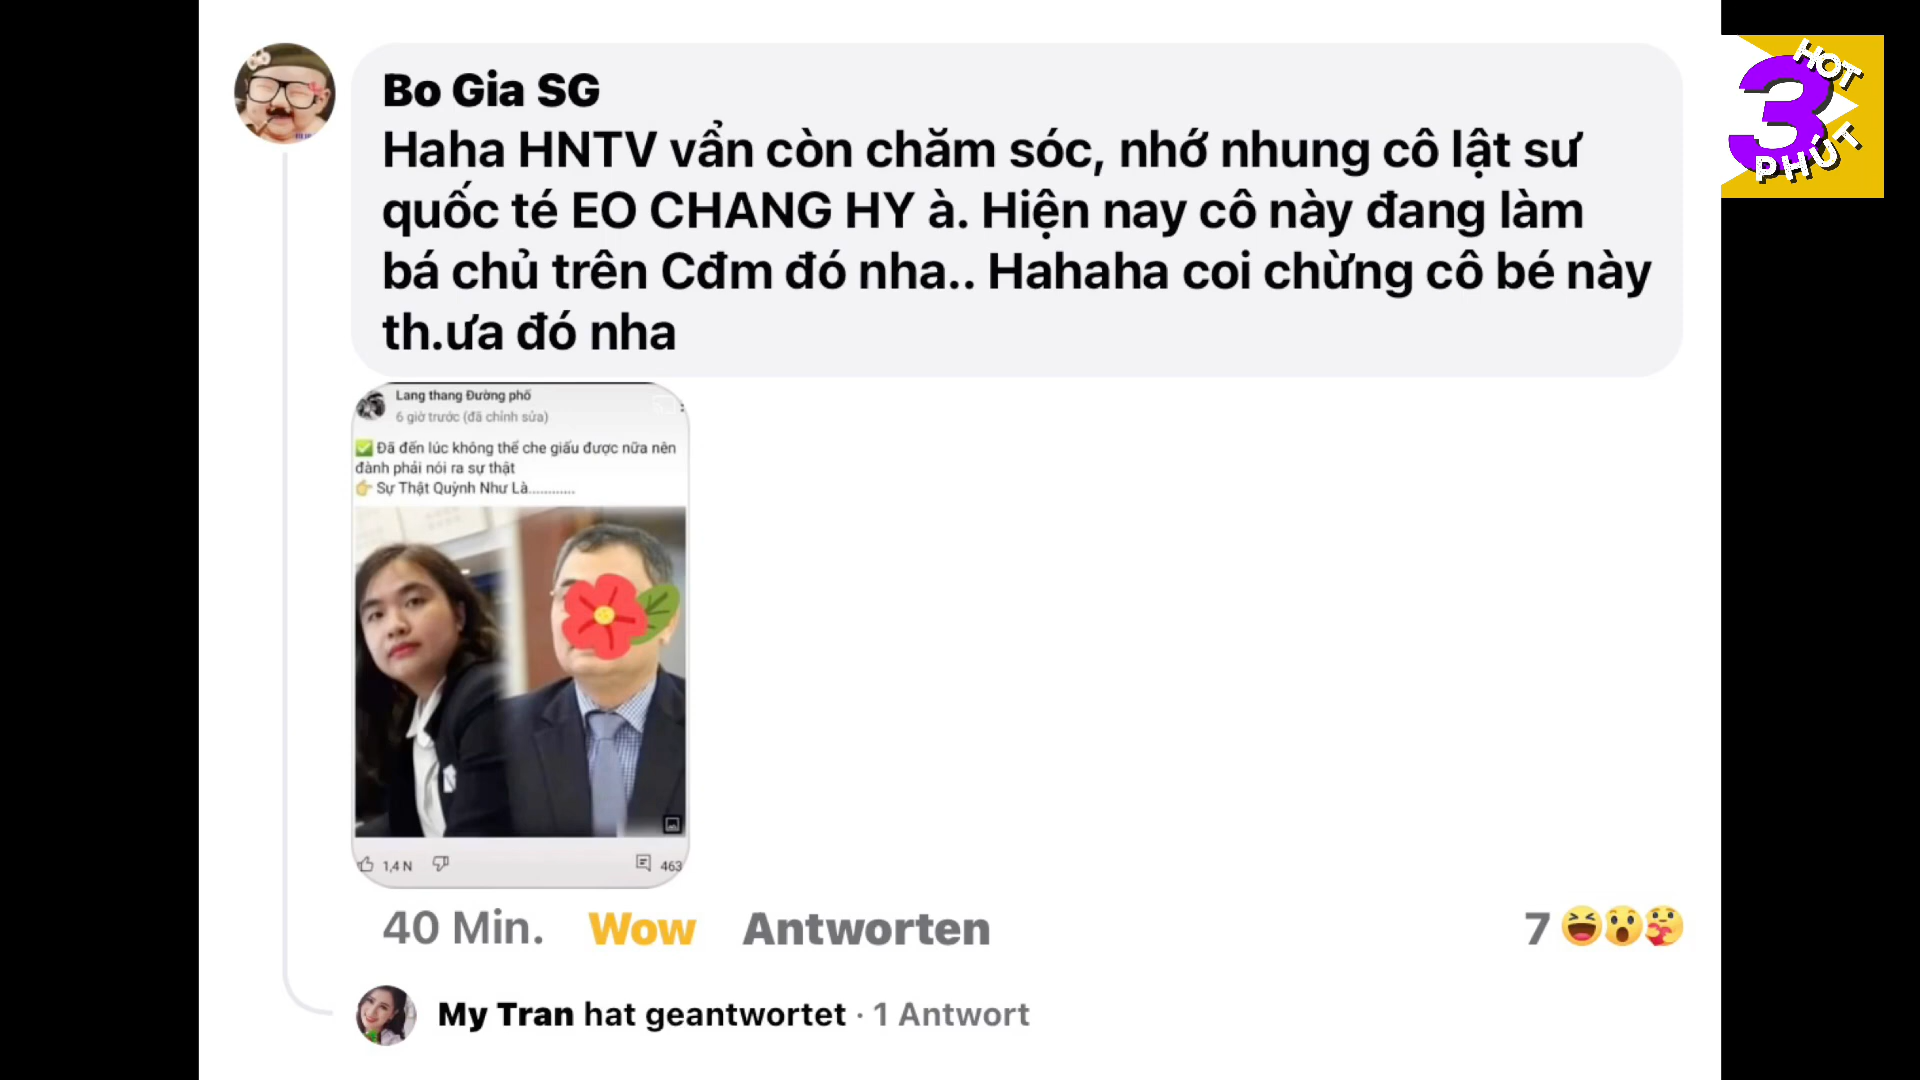 Bo Gia SG
Haha HNTV vẩn còn chăm sóc, nhớ nhung cô lật sư
quốc té EO CHANG HY à. Hiện nay cô này đang làm
bá chủ trên Cđm đó nha.. Hahaha coi chừng cô bé này
th.ưa đó nha
HOT
3
PHÚT
Lang thang Đường phố
6 giờ trước (đã chỉnh sửa)
✅ Đã đến lúc không thể che giấu được nữa nên
đành phải nói ra sự thật
👉 Sự Thật Quỳnh Như Là............
1,4 N
463
40 Min. Wow Antworten
7
My Tran hat geantwortet · 1 Antwort